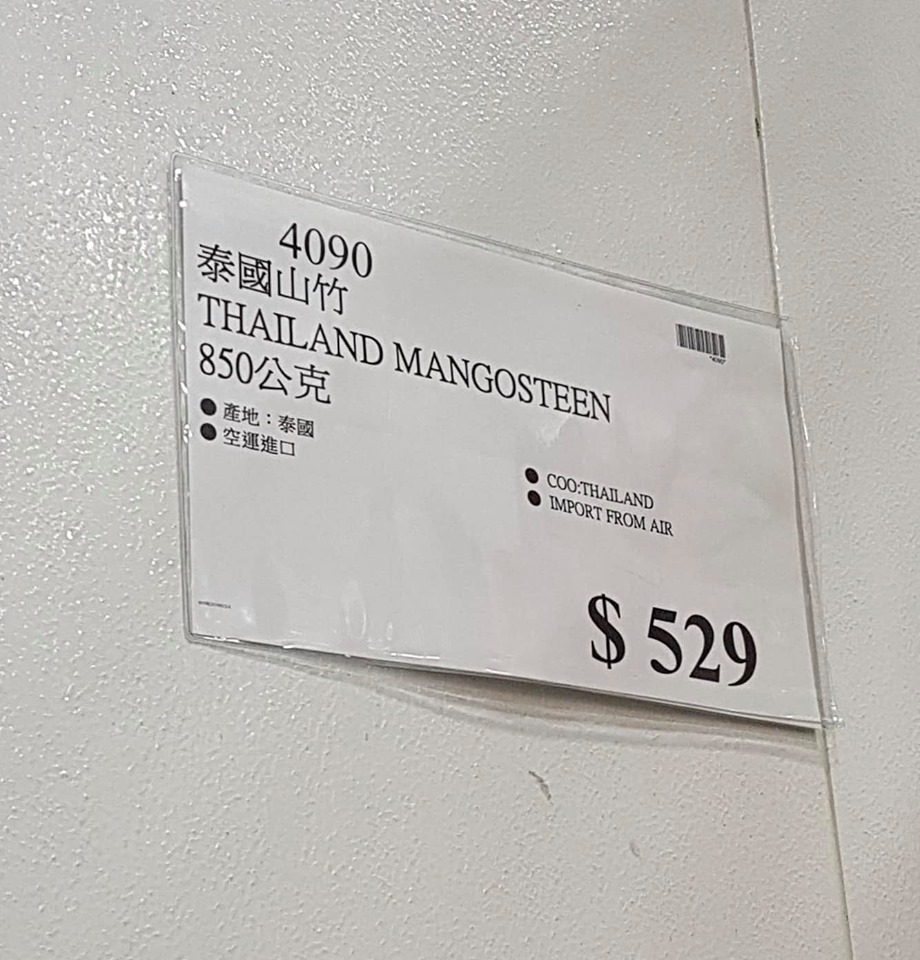 4090
泰國山竹
THAILAND MANGOSTEEN
850公克
● 產地：泰國
● 空運進口
● COO:THAILAND
● IMPORT FROM AIR
$ 529
*4090*